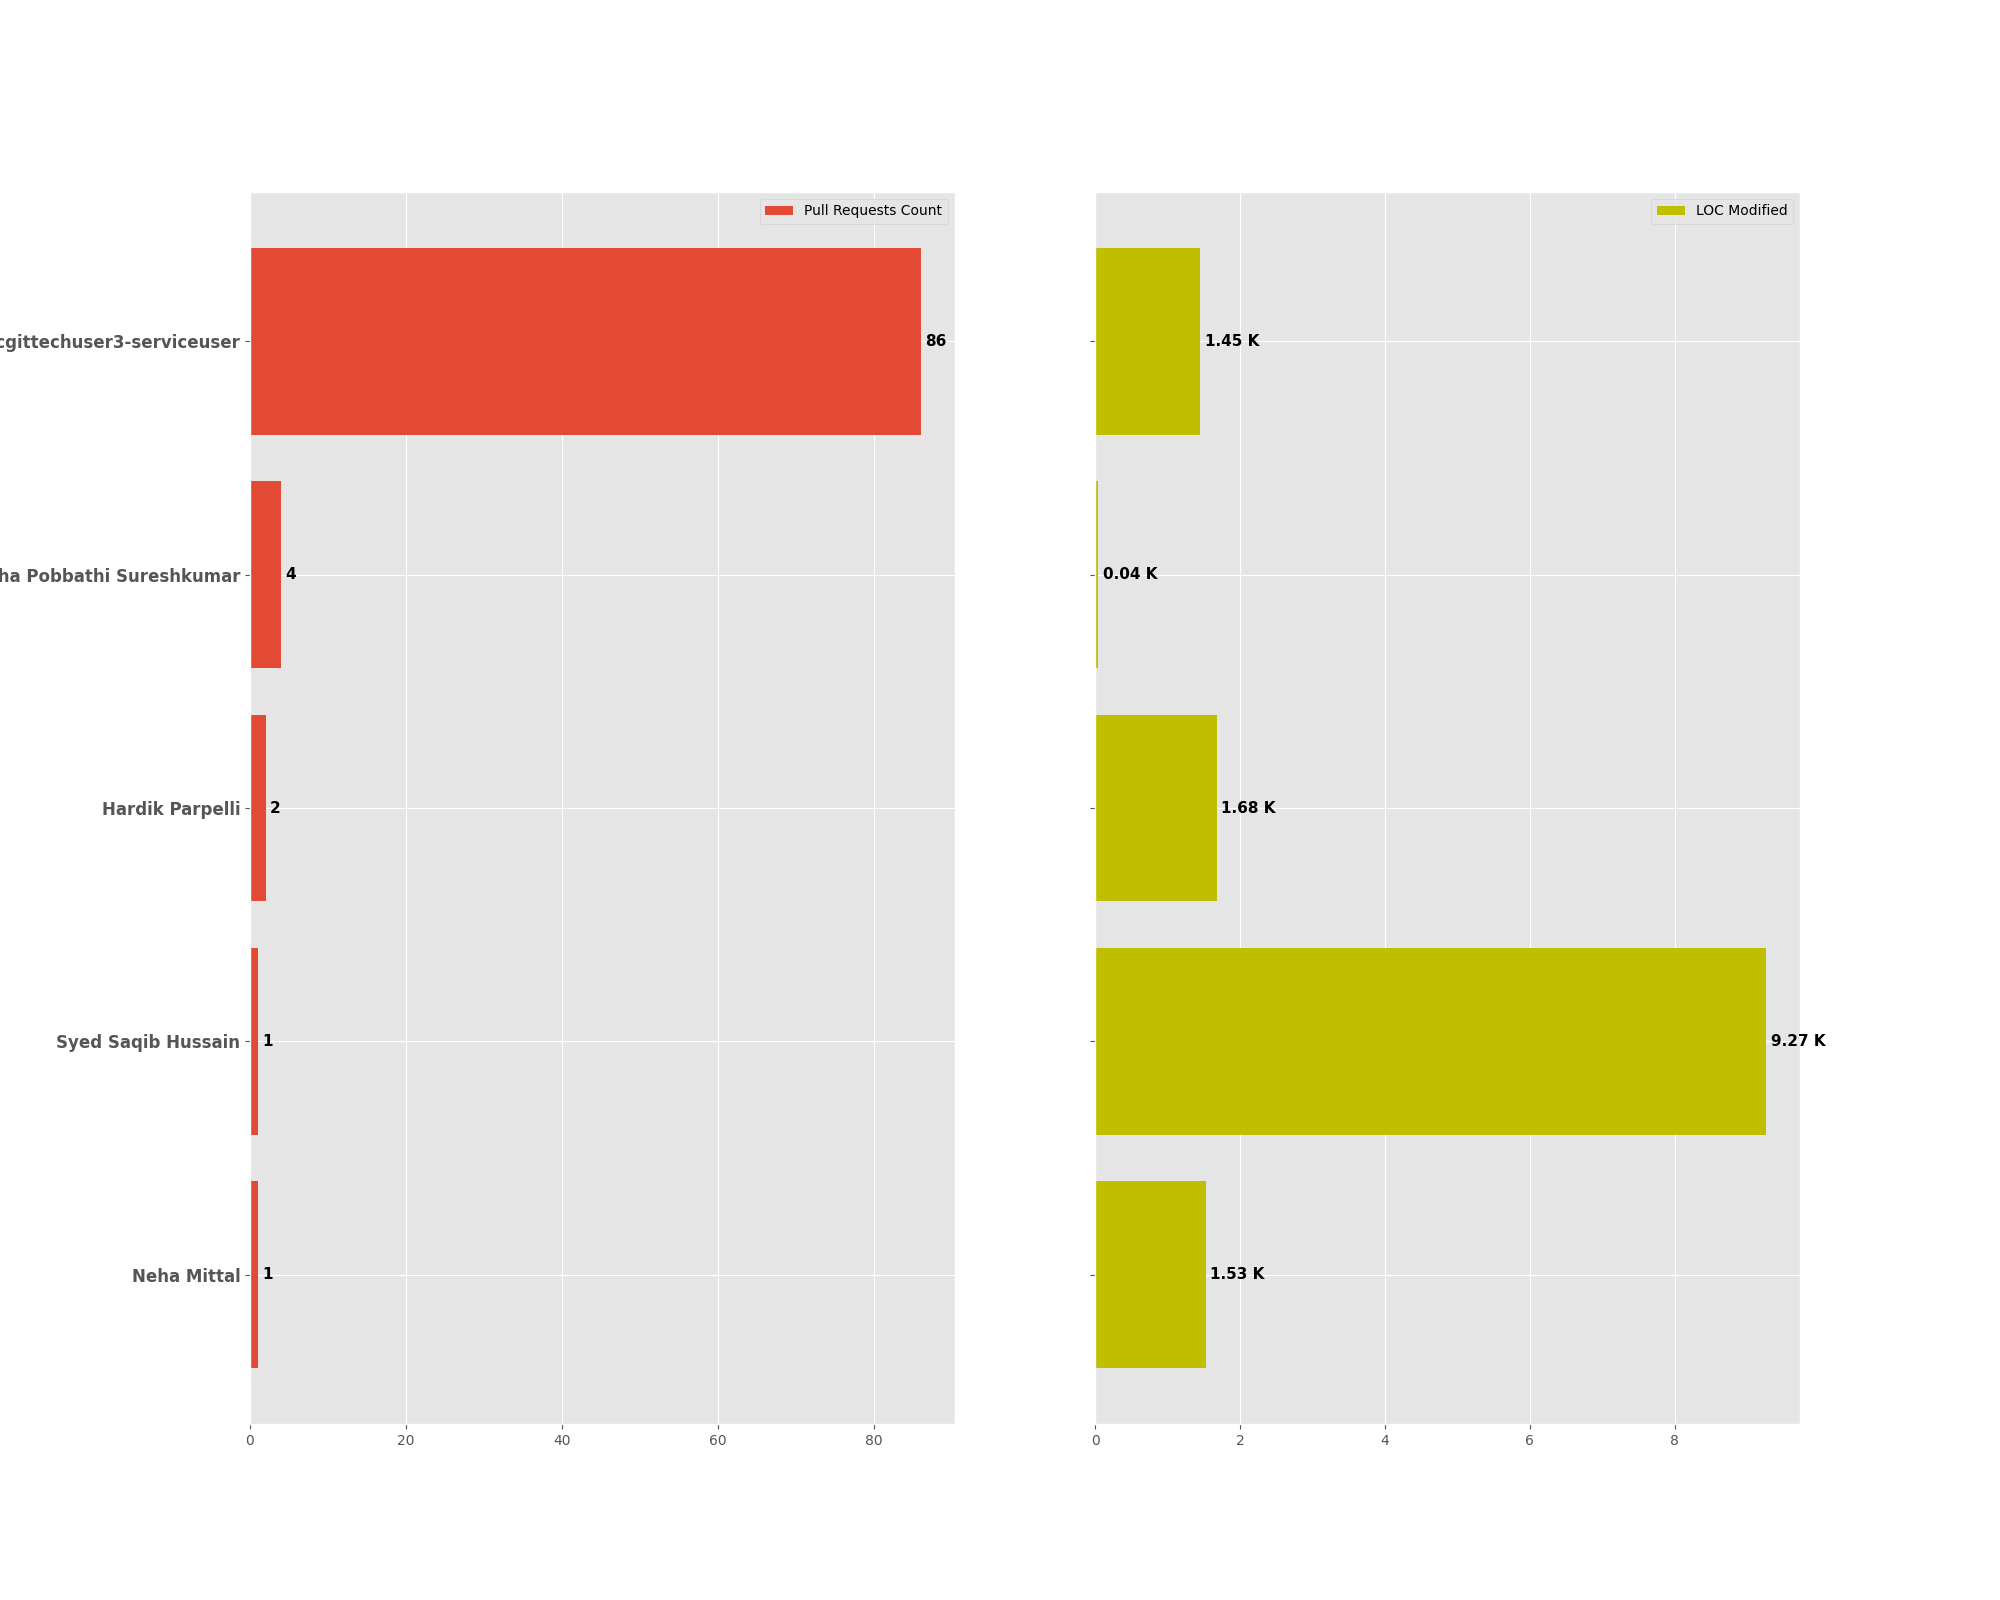 Pull Requests Count
LOC Modified
cgittechuser3-serviceuser
86
1.45 K
ha Pobbathi Sureshkumar
4
0.04 K
Hardik Parpelli
2
1.68 K
Syed Saqib Hussain
1
9.27 K
Neha Mittal
1
1.53 K
0 20 40 60 80
0 2 4 6 8